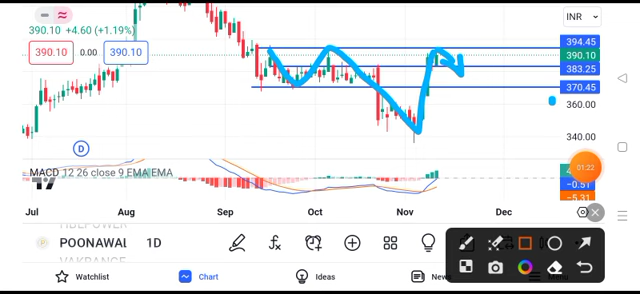 390.10 +4.60 (+1.19%)
INR
390.10 0.00 390.10
394.45
390.10
383.25
370.45
360.00
340.00
D
01:22
MACD 12 26 close 9 EMA EMA
-0.51
-5.31
Jul Aug Sep Oct Nov Dec
POONAWAL 1D
Watchlist
Chart
Ideas
News
Menu